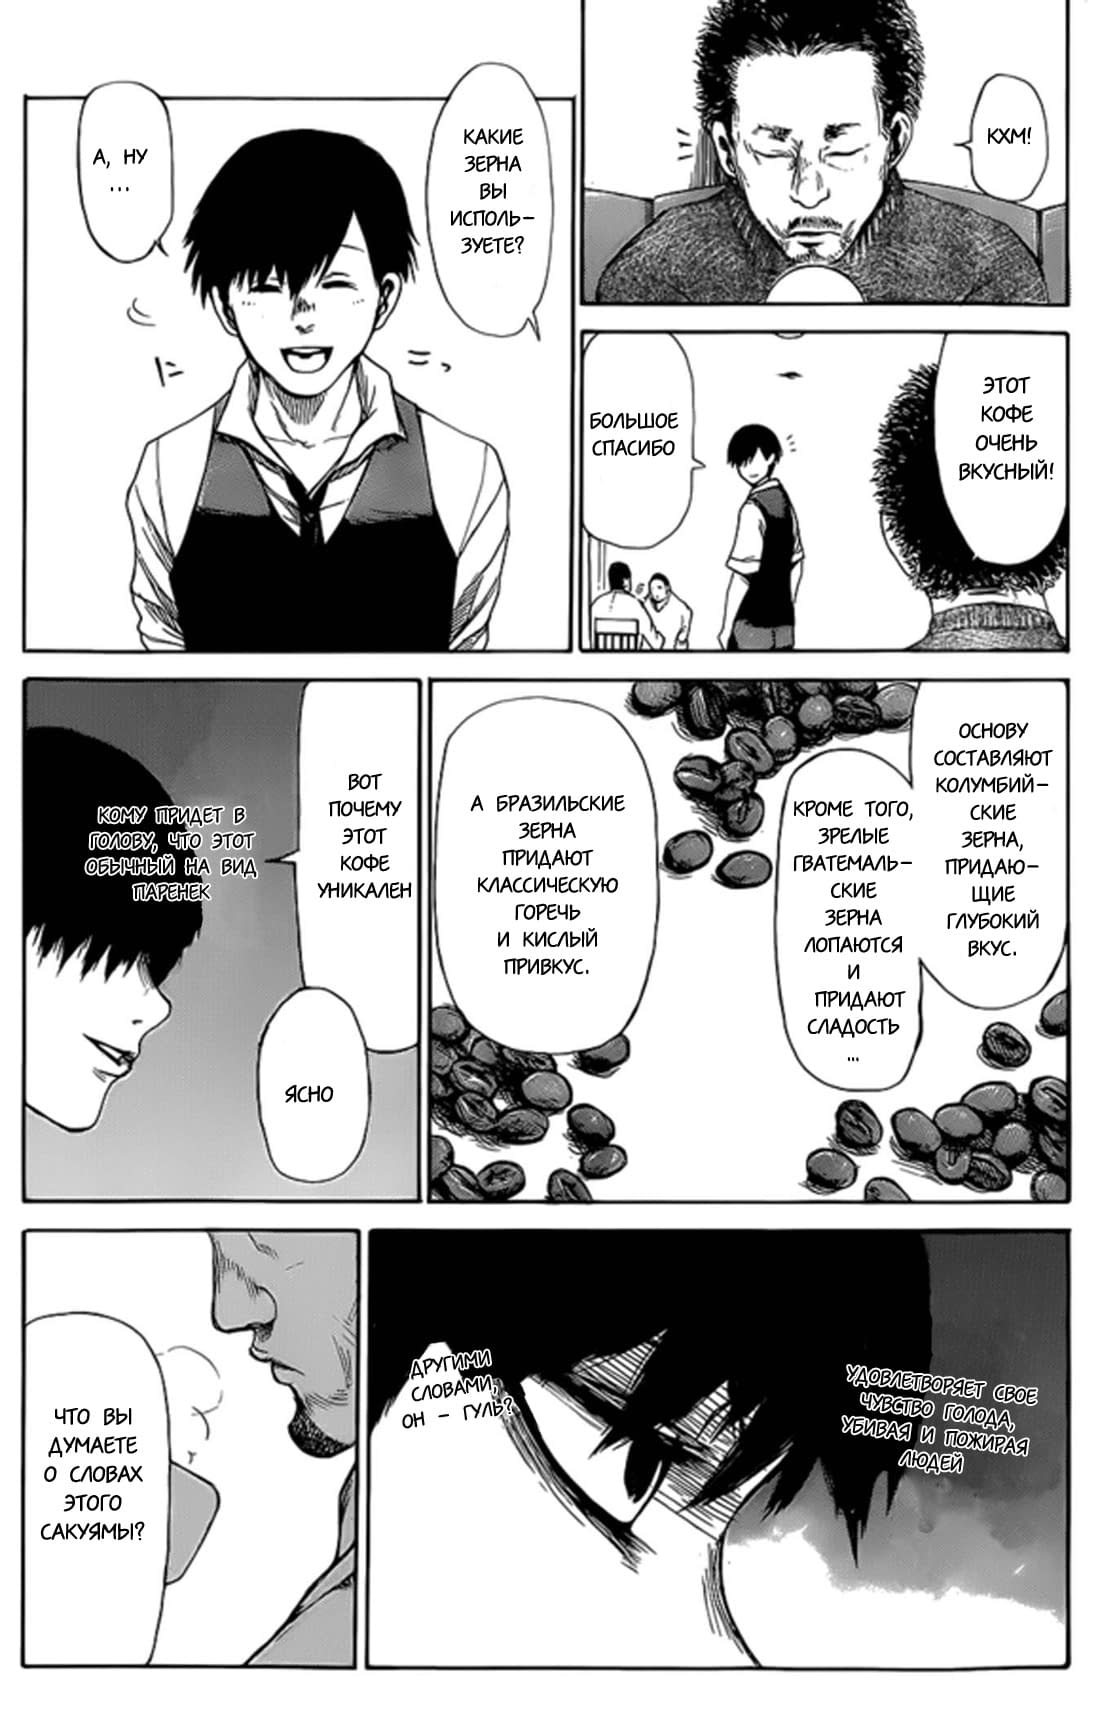 КХМ!
ЭТОТ
КОФЕ
ОЧЕНЬ
ВКУСНЫЙ!
БОЛЬШОЕ
СПАСИБО
КАКИЕ
ЗЕРНА
ВЫ
ИСПОЛЬ-
ЗУЕТЕ?
А, НУ
...
ニ
コっ
ОСНОВУ
СОСТАВЛЯЮТ
КОЛУМБИЙ-
СКИЕ
ЗЕРНА,
ПРИДАЮ-
ЩИЕ
ГЛУБОКИЙ
ВКУС.
КРОМЕ ТОГО,
ЗРЕЛЫЕ
ГВАТЕМАЛЬ-
СКИЕ
ЗЕРНА
ЛОПАЮТСЯ
И
ПРИДАЮТ
СЛАДОСТЬ
...
А БРАЗИЛЬСКИЕ
ЗЕРНА
ПРИДАЮТ
КЛАССИЧЕСКУЮ
ГОРЕЧЬ
И КИСЛЫЙ
ПРИВКУС.
ВОТ
ПОЧЕМУ
ЭТОТ
КОФЕ
УНИКАЛЕН
ЯСНО
КОМУ ПРИДЕТ В
ГОЛОВУ, ЧТО ЭТОТ
ОБЫЧНЫЙ НА ВИД
ПАРЕНЕК
УДОВЛЕТВОРЯЕТ СВОЕ
ЧУВСТВО ГОЛОДА,
УБИВАЯ И ПОЖИРАЯ
ЛЮДЕЙ
ДРУГИМИ
СЛОВАМИ,
ОН - ГУЛЬ?
ЧТО ВЫ
ДУМАЕТЕ
О СЛОВАХ
ЭТОГО
САКУЯМЫ?